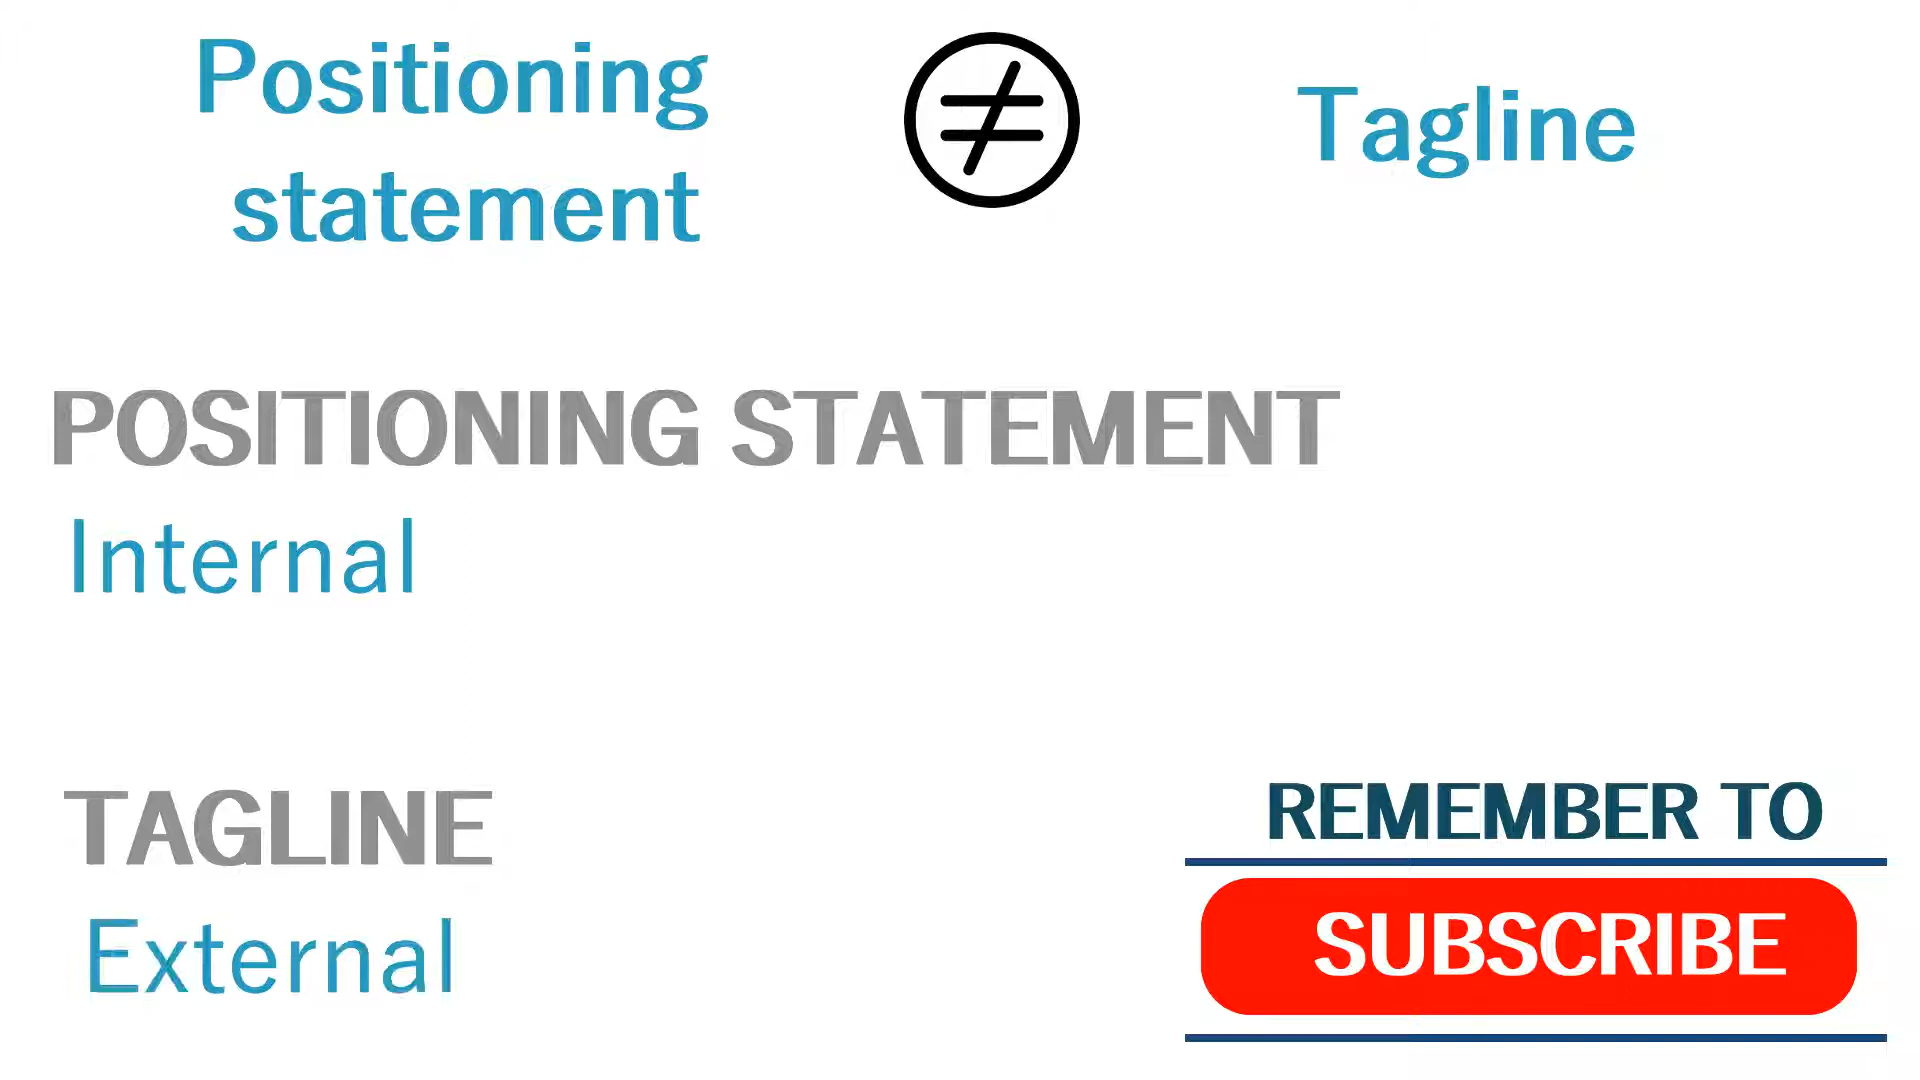 Positioning
statement
≠
Tagline
POSITIONING STATEMENT
Internal
TAGLINE
External
REMEMBER TO
SUBSCRIBE